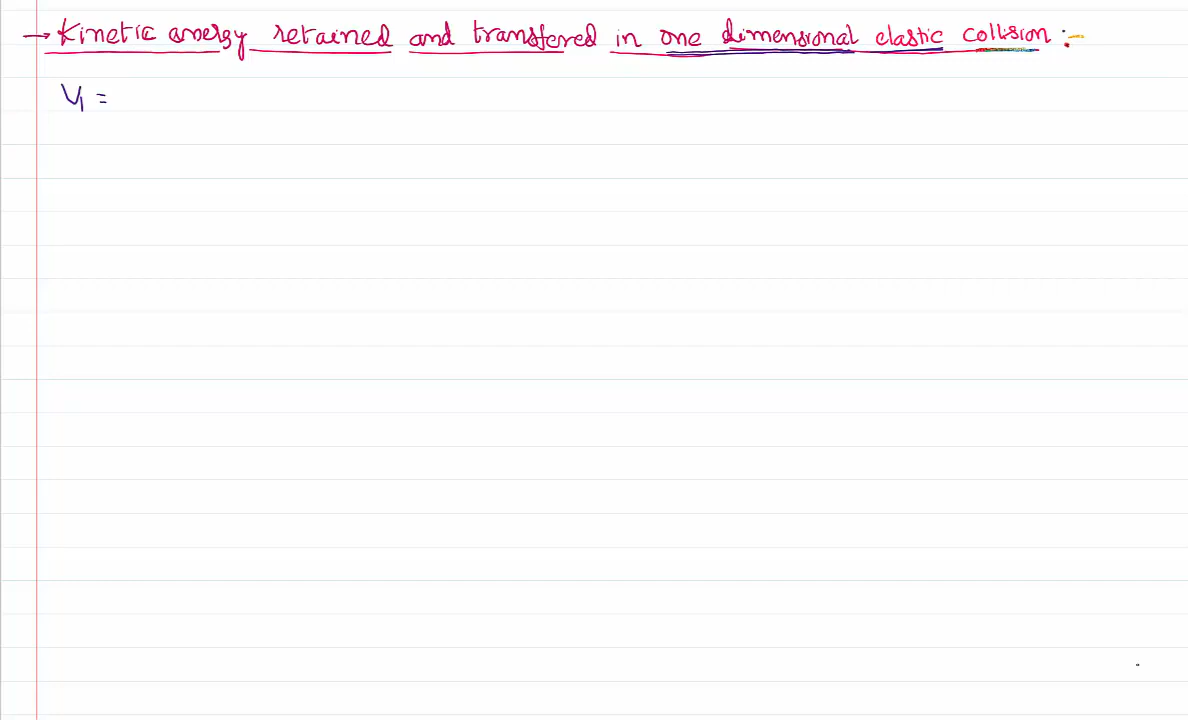 → Kinetic energy retained and transferred in one dimensional elastic collision :-
V₁ =